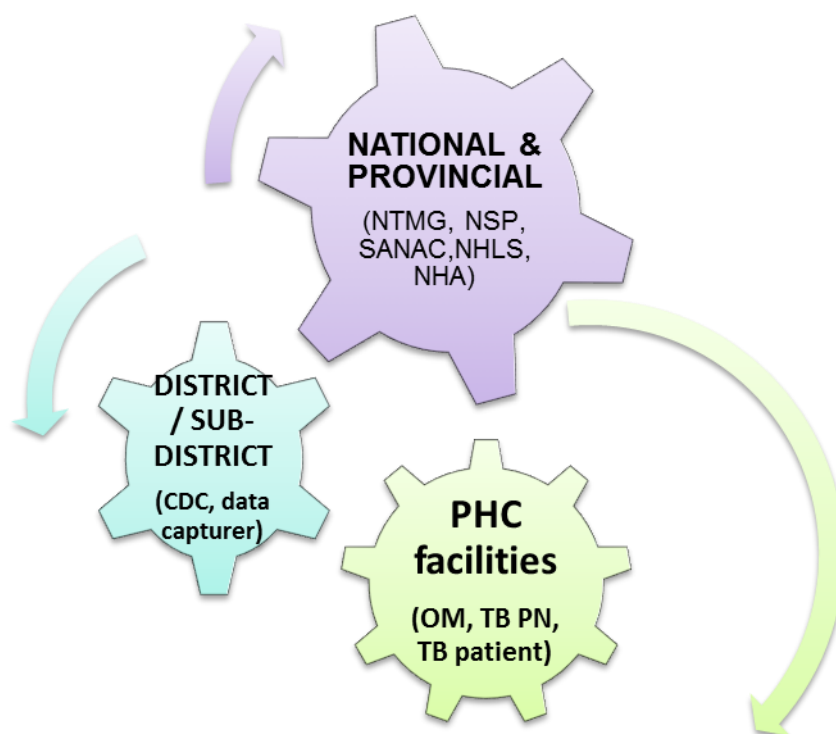 NATIONAL &
PROVINCIAL
(NTMG, NSP,
SANAC,NHLS,
NHA)
DISTRICT
/ SUB-
DISTRICT
(CDC, data
capturer)
PHC
facilities
(OM, TB PN,
TB patient)